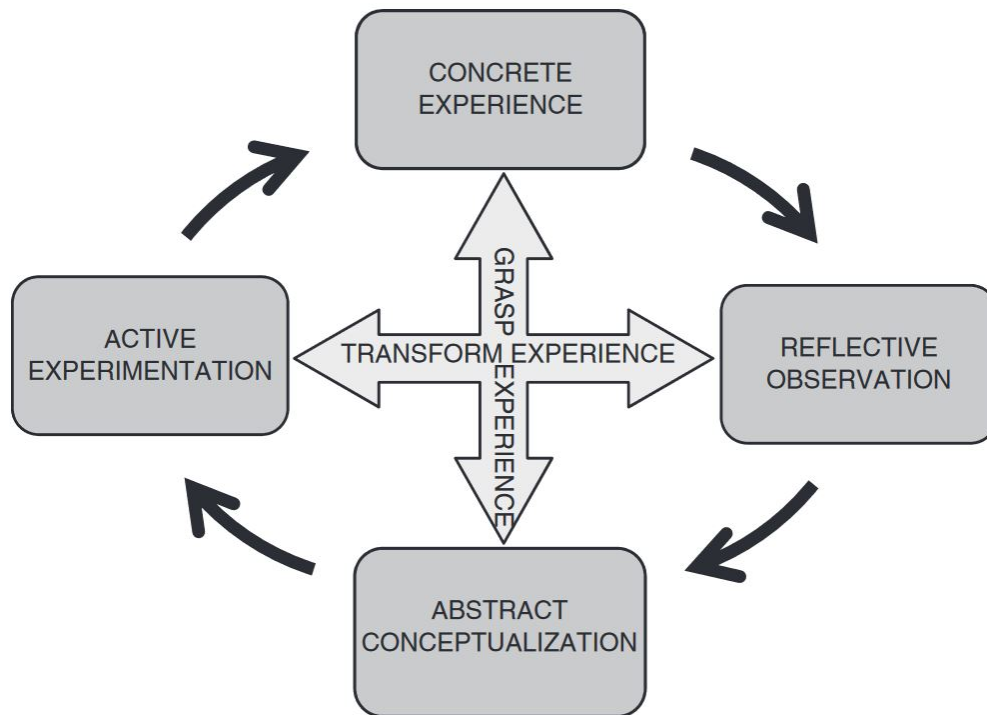 CONCRETE
EXPERIENCE
ACTIVE
EXPERIMENTATION
GRASP EXPERIENCE
TRANSFORM EXPERIENCE
REFLECTIVE
OBSERVATION
ABSTRACT
CONCEPTUALIZATION